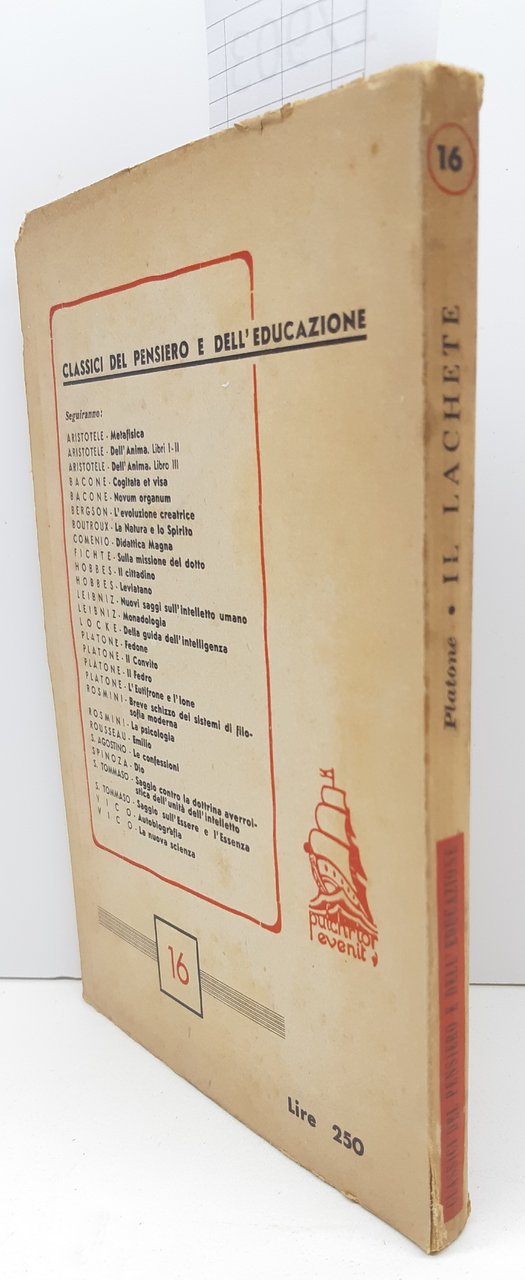 CLASSICI DEL PENSIERO E DELL'EDUCAZIONE
Seguiranno:
ARISTOTELE - Metafisica
ARISTOTELE - Dell'Anima. Libri I-II
ARISTOTELE - Dell'Anima. Libro III
BACONE - Cogitata et visa
BACONE - Novum organum
BERGSON - L'evoluzione creatrice
BOUTROUX - La Natura e lo Spirito
COMENIO - Didattica Magna
FICHTE - Sulla missione del dotto
HOBBES - Il cittadino
HOBBES - Leviatano
LEIBNIZ - Nuovi saggi sull'intelletto umano
LEIBNIZ - Monadologia
LOCKE - Della guida dell'intelligenza
PLATONE - Fedone
PLATONE - Il Convito
PLATONE - Il Fedro
PLATONE - L'Eutifrone e l'Ione
ROSMINI - Breve schizzo dei sistemi di filo-
sofia moderna
ROSMINI - La psicologia
ROUSSEAU - Emilio
S. AGOSTINO - Le confessioni
SPINOZA - Dio
S. TOMMASO - Saggio contro la dottrina averroi-
stica dell'unità dell'intelletto
S. TOMMASO - Saggio sull'Essere e l'Essenza
VICO - Autobiografia
VICO - La nuova scienza
pulchrior
evenit
16
Lire 250
16
Platone • IL LACHETE
CLASSICI DEL PENSIERO E DELL'EDUCAZIONE